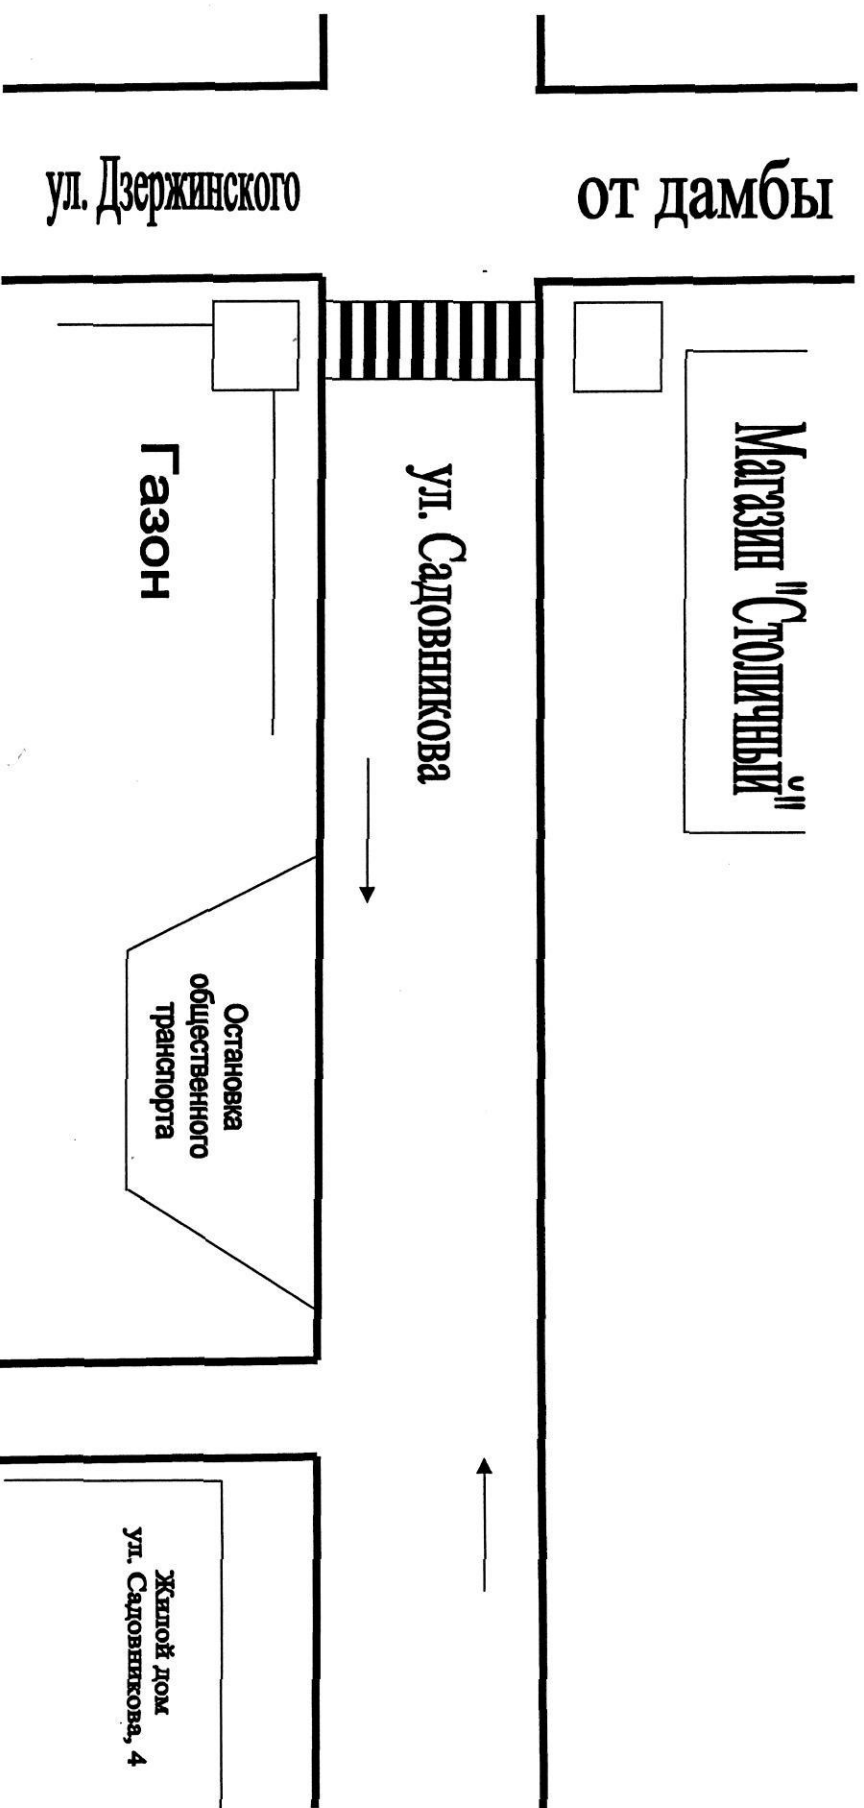 ул. Дзержинского
от дамбы
Магазин "Столичный"
ул. Садовникова
Газон
Остановка
общественного
транспорта
Жилой дом
ул. Садовникова, 4